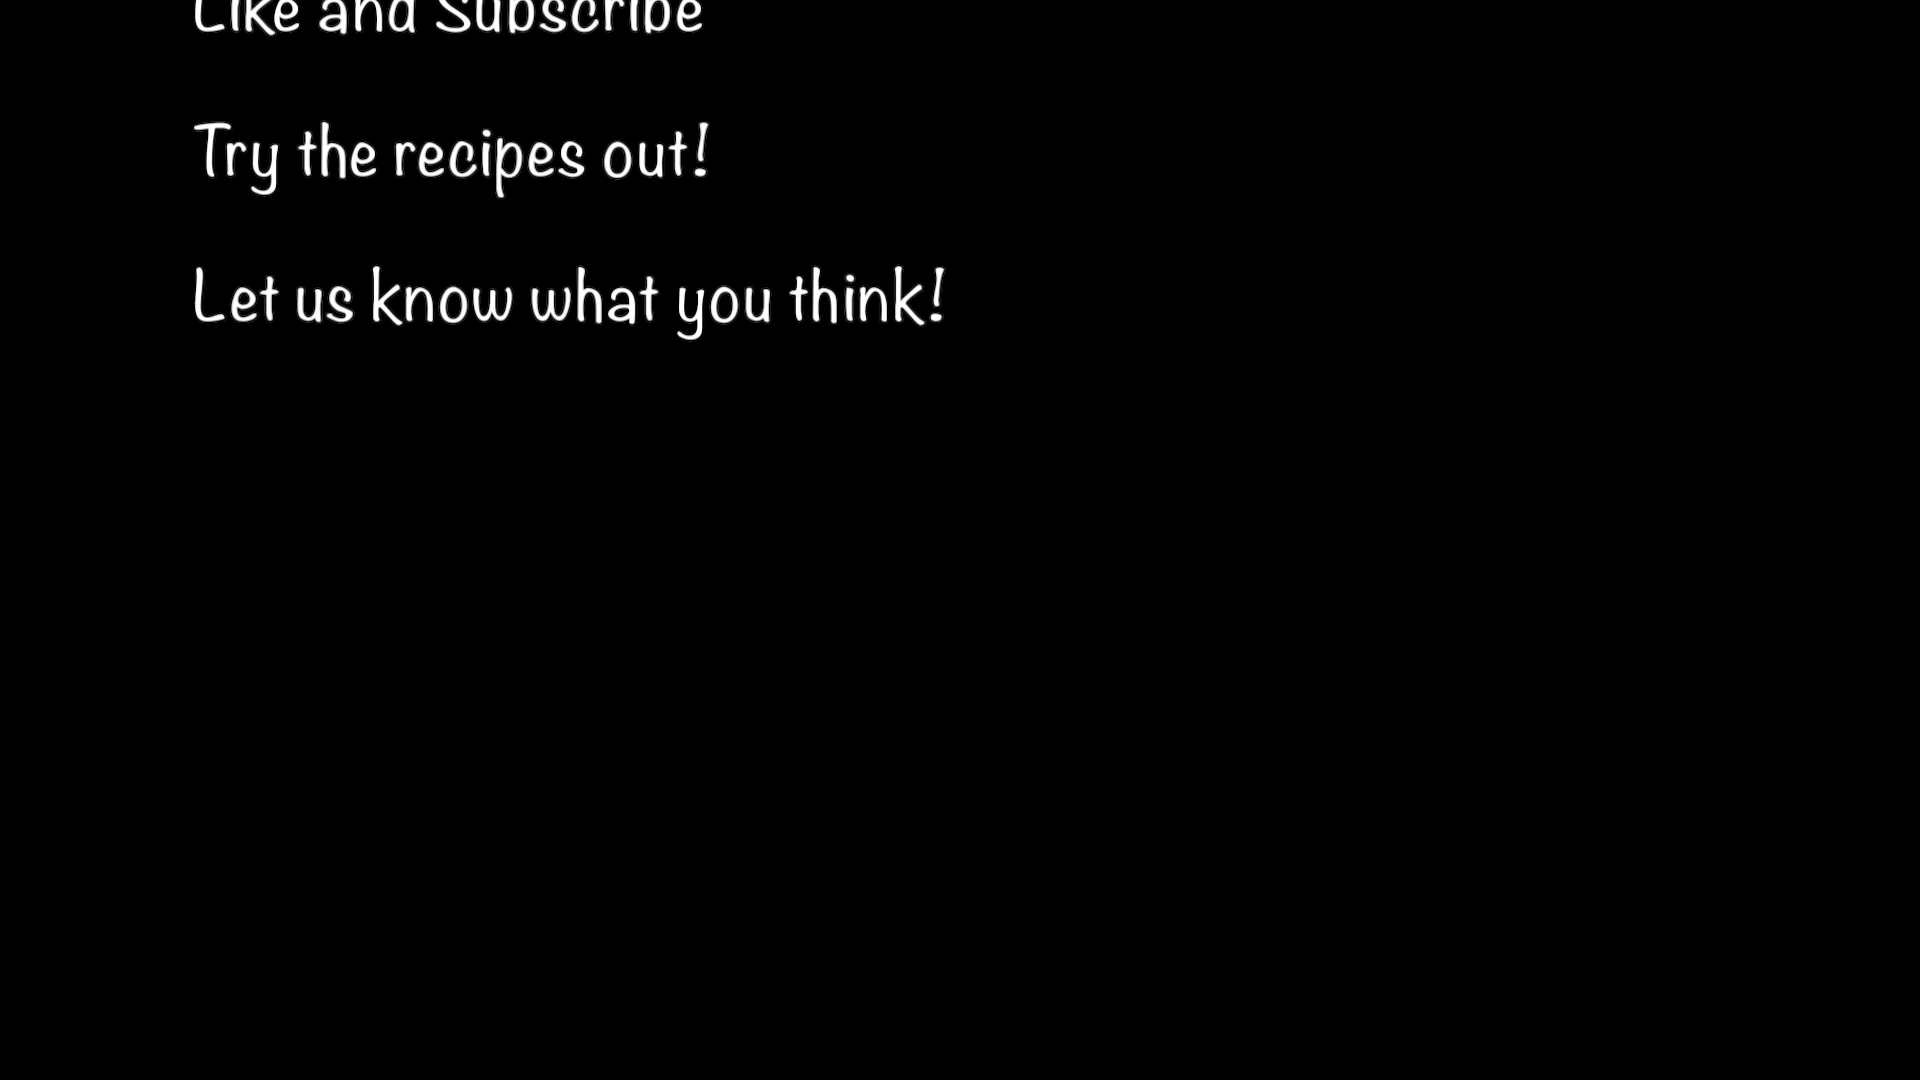 Like and Subscribe
Try the recipes out!
Let us know what you think!